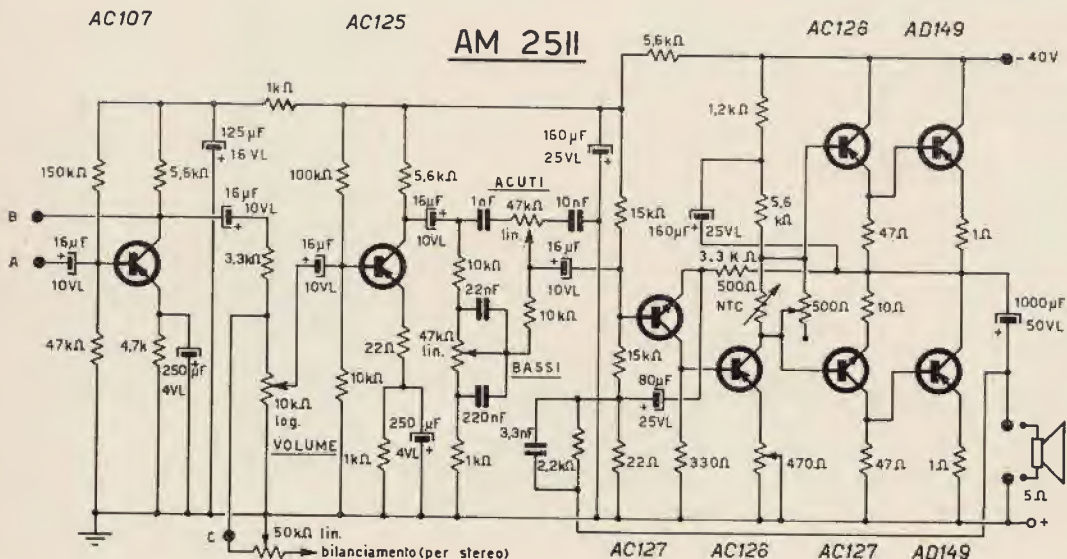 AC107
AC125
AM 25II
AC126
AD149
5,6kΩ
-40V
1kΩ
1,2kΩ
125µF
16VL
160µF
25VL
150kΩ
5,6kΩ
100kΩ
5,6kΩ
ACUTI
16µF
10VL
16µF
10VL
1nF
47kΩ
lin.
10nF
15kΩ
5,6
kΩ
160µF
25VL
47Ω
1Ω
B
A
16µF
10VL
3,3kΩ
16µF
10VL
10kΩ
16µF
10VL
3.3KΩ
500Ω
NTC
500Ω
10Ω
1000µF
50VL
22nF
10kΩ
47kΩ
lin.
BASSI
15kΩ
47kΩ
4,7k
250µF
4VL
10kΩ
log.
VOLUME
10kΩ
22Ω
250µF
4VL
220nF
80µF
25VL
3,3nF
2,2kΩ
1kΩ
1kΩ
22Ω
330Ω
470Ω
47Ω
1Ω
5Ω
+
C
50kΩ lin.
bilanciamento (per stereo)
AC127
AC126
AC127
AD149